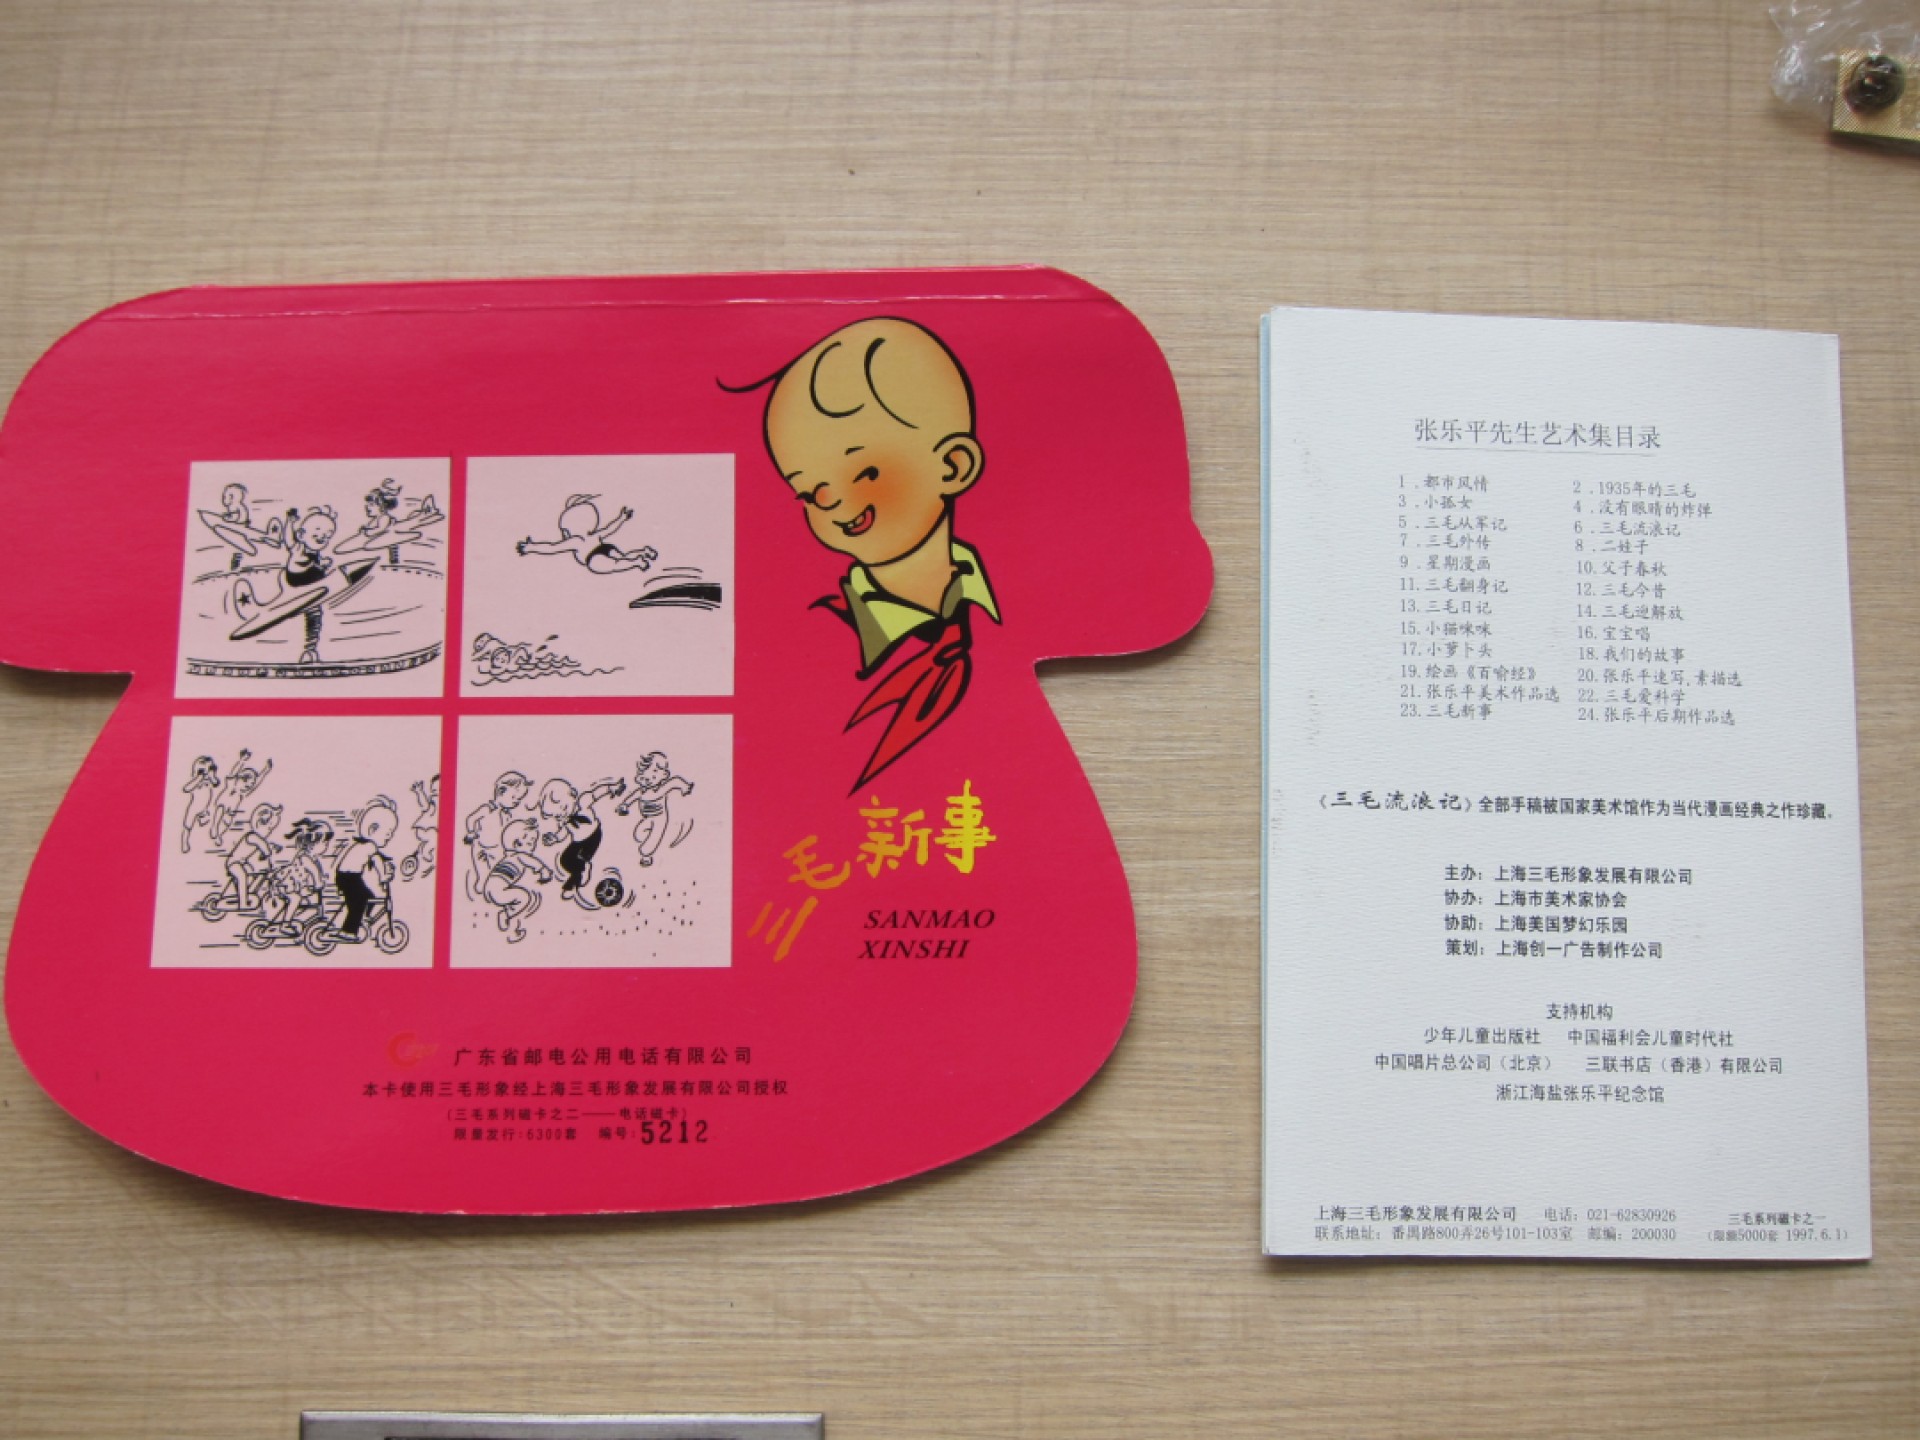 三毛新事
SANMAO
XINSHI
广东省邮电公用电话有限公司
本卡使用三毛形象经上海三毛形象发展有限公司授权
(三毛系列磁卡之二——电话磁卡)
限量发行:6300套 编号:5212
张乐平先生艺术集目录
1.都市风情 2.1935年的三毛
3.小孤女 4.没有眼睛的炸弹
5.三毛从军记 6.三毛流浪记
7.三毛外传 8.二娃子
9.星期漫画 10.父子春秋
11.三毛翻身记 12.三毛今昔
13.三毛日记 14.三毛迎解放
15.小猫咪咪 16.宝宝唱
17.小萝卜头 18.我们的故事
19.绘画《百喻经》 20.张乐平速写,素描选
21.张乐平美术作品选 22.三毛爱科学
23.三毛新事 24.张乐平后期作品选
《三毛流浪记》全部手稿被国家美术馆作为当代漫画经典之作珍藏。
主办：上海三毛形象发展有限公司
协办：上海市美术家协会
协助：上海美国梦幻乐园
策划：上海创一广告制作公司
支持机构
少年儿童出版社 中国福利会儿童时代社
中国唱片总公司（北京） 三联书店（香港）有限公司
浙江海盐张乐平纪念馆
上海三毛形象发展有限公司 电话：021-62830926 三毛系列磁卡之一
联系地址：番禺路800弄26号101-103室 邮编：200030 (限额5000套 1997.6.1)